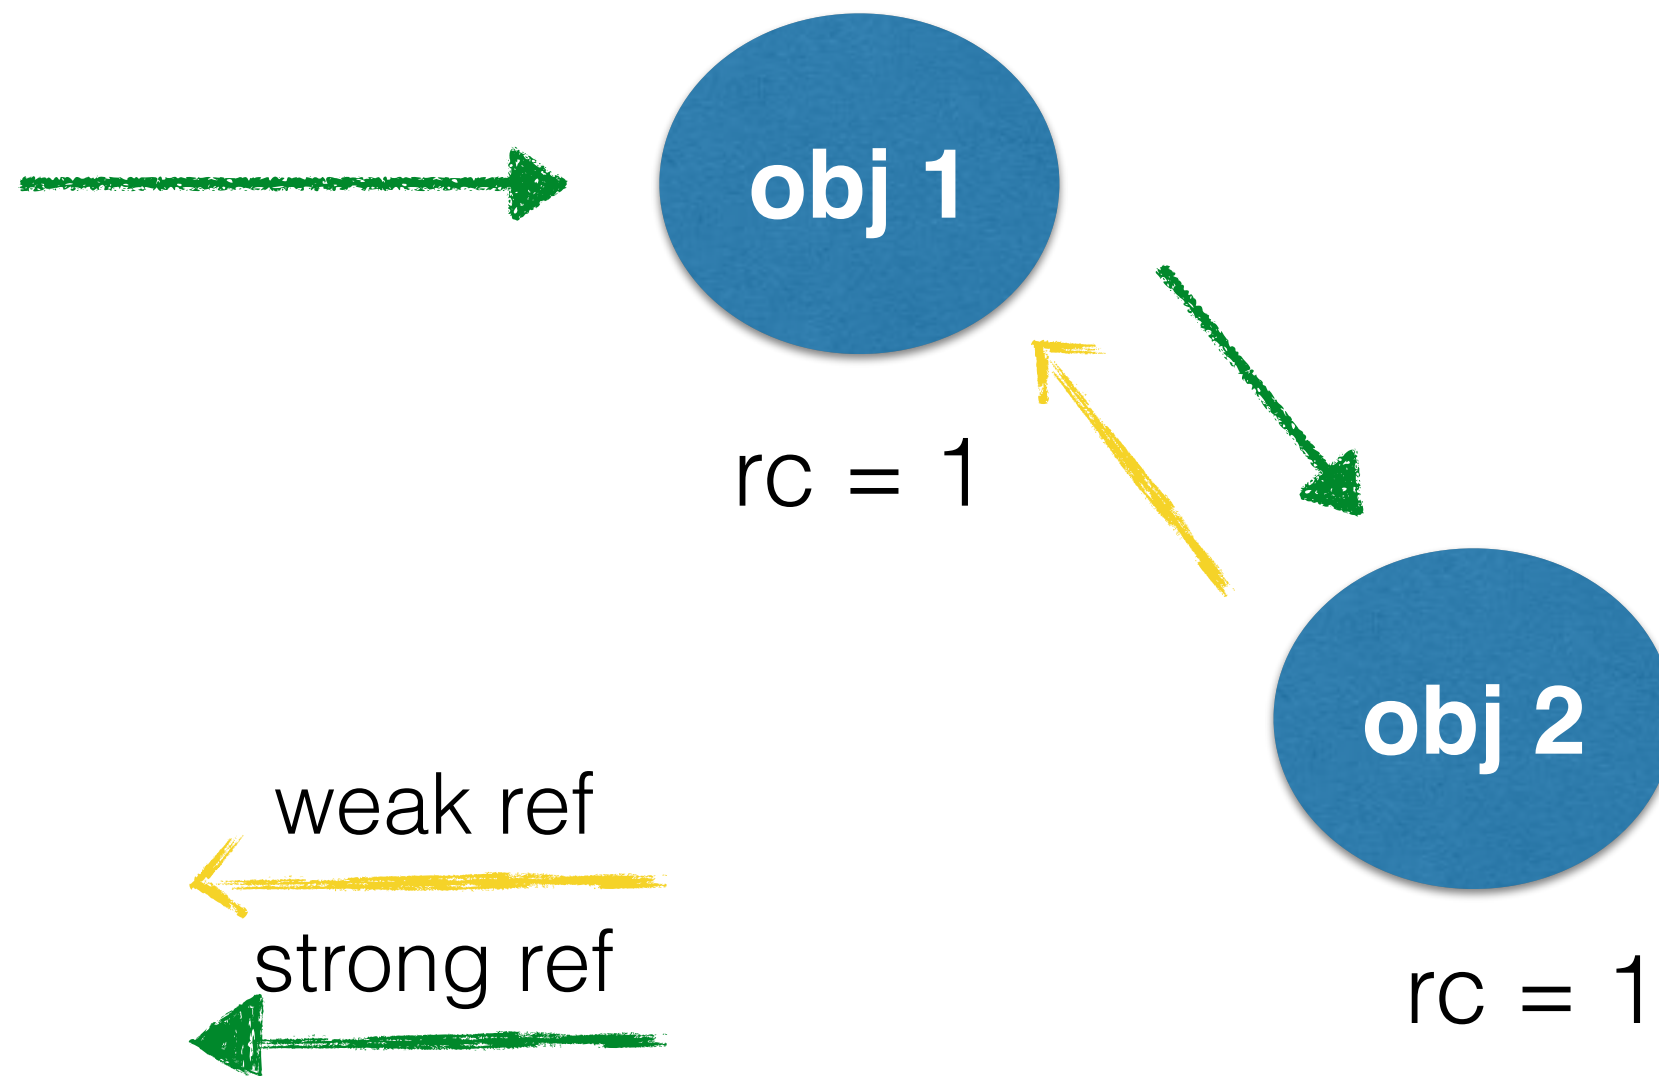 obj 1
rc = 1
obj 2
weak ref
strong ref
rc = 1